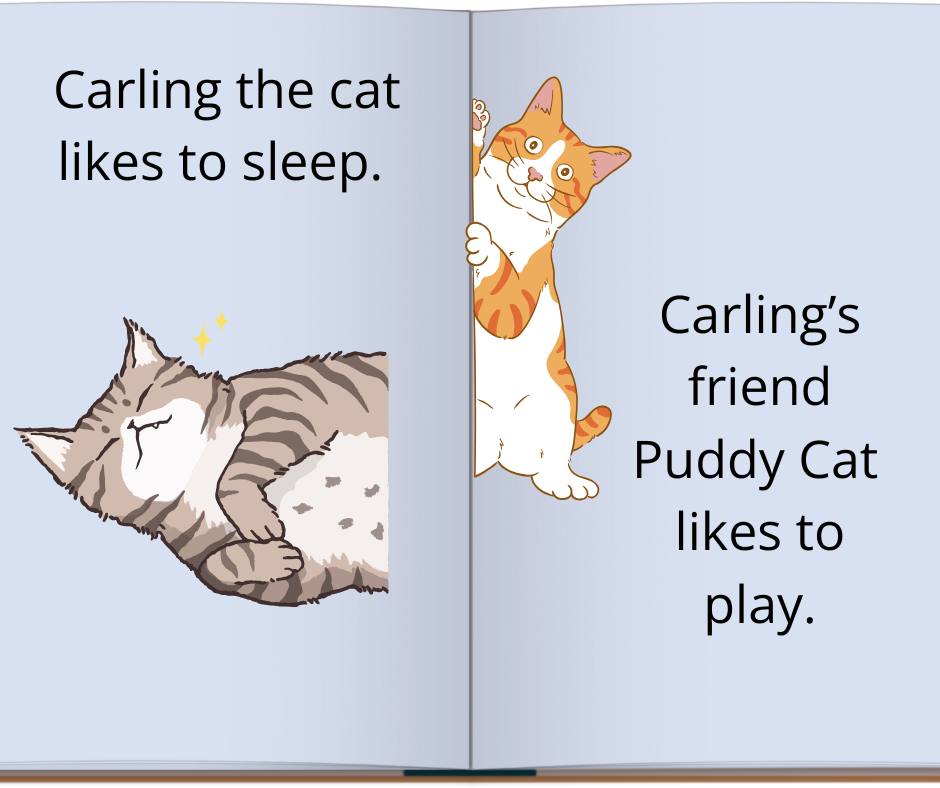 Carling the cat
likes to sleep.
Carling’s
friend
Puddy Cat
likes to
play.